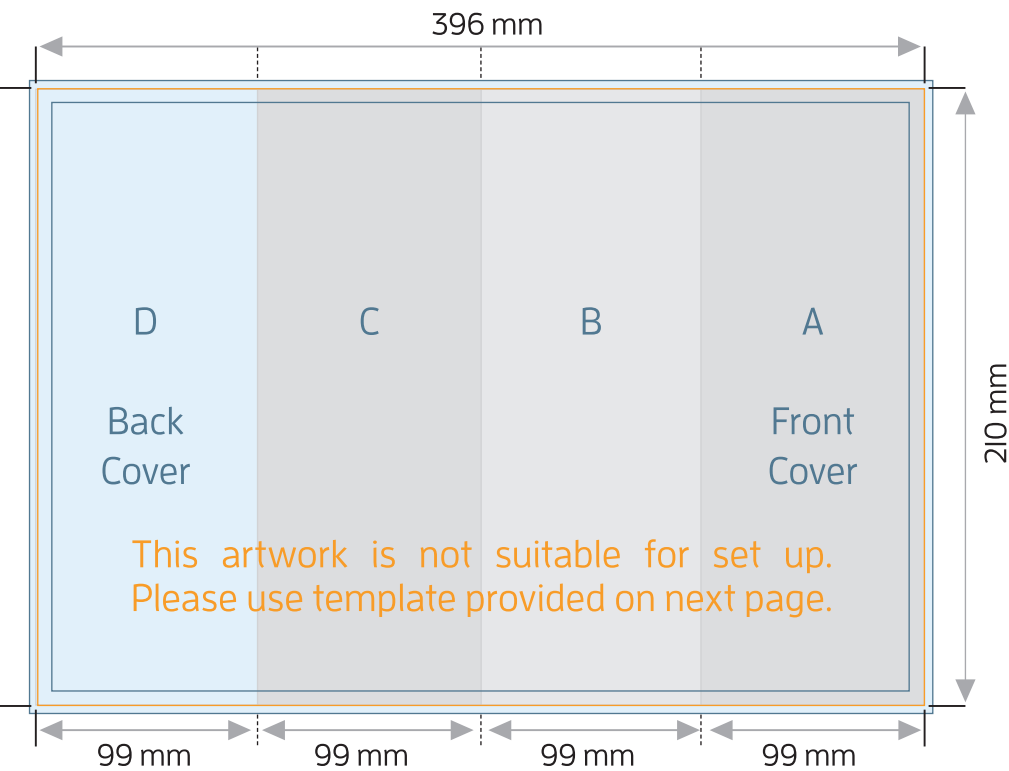 396 mm
D
C
B
A
Back
Cover
Front
Cover
210 mm
This artwork is not suitable for set up.
Please use template provided on next page.
99 mm
99 mm
99 mm
99 mm